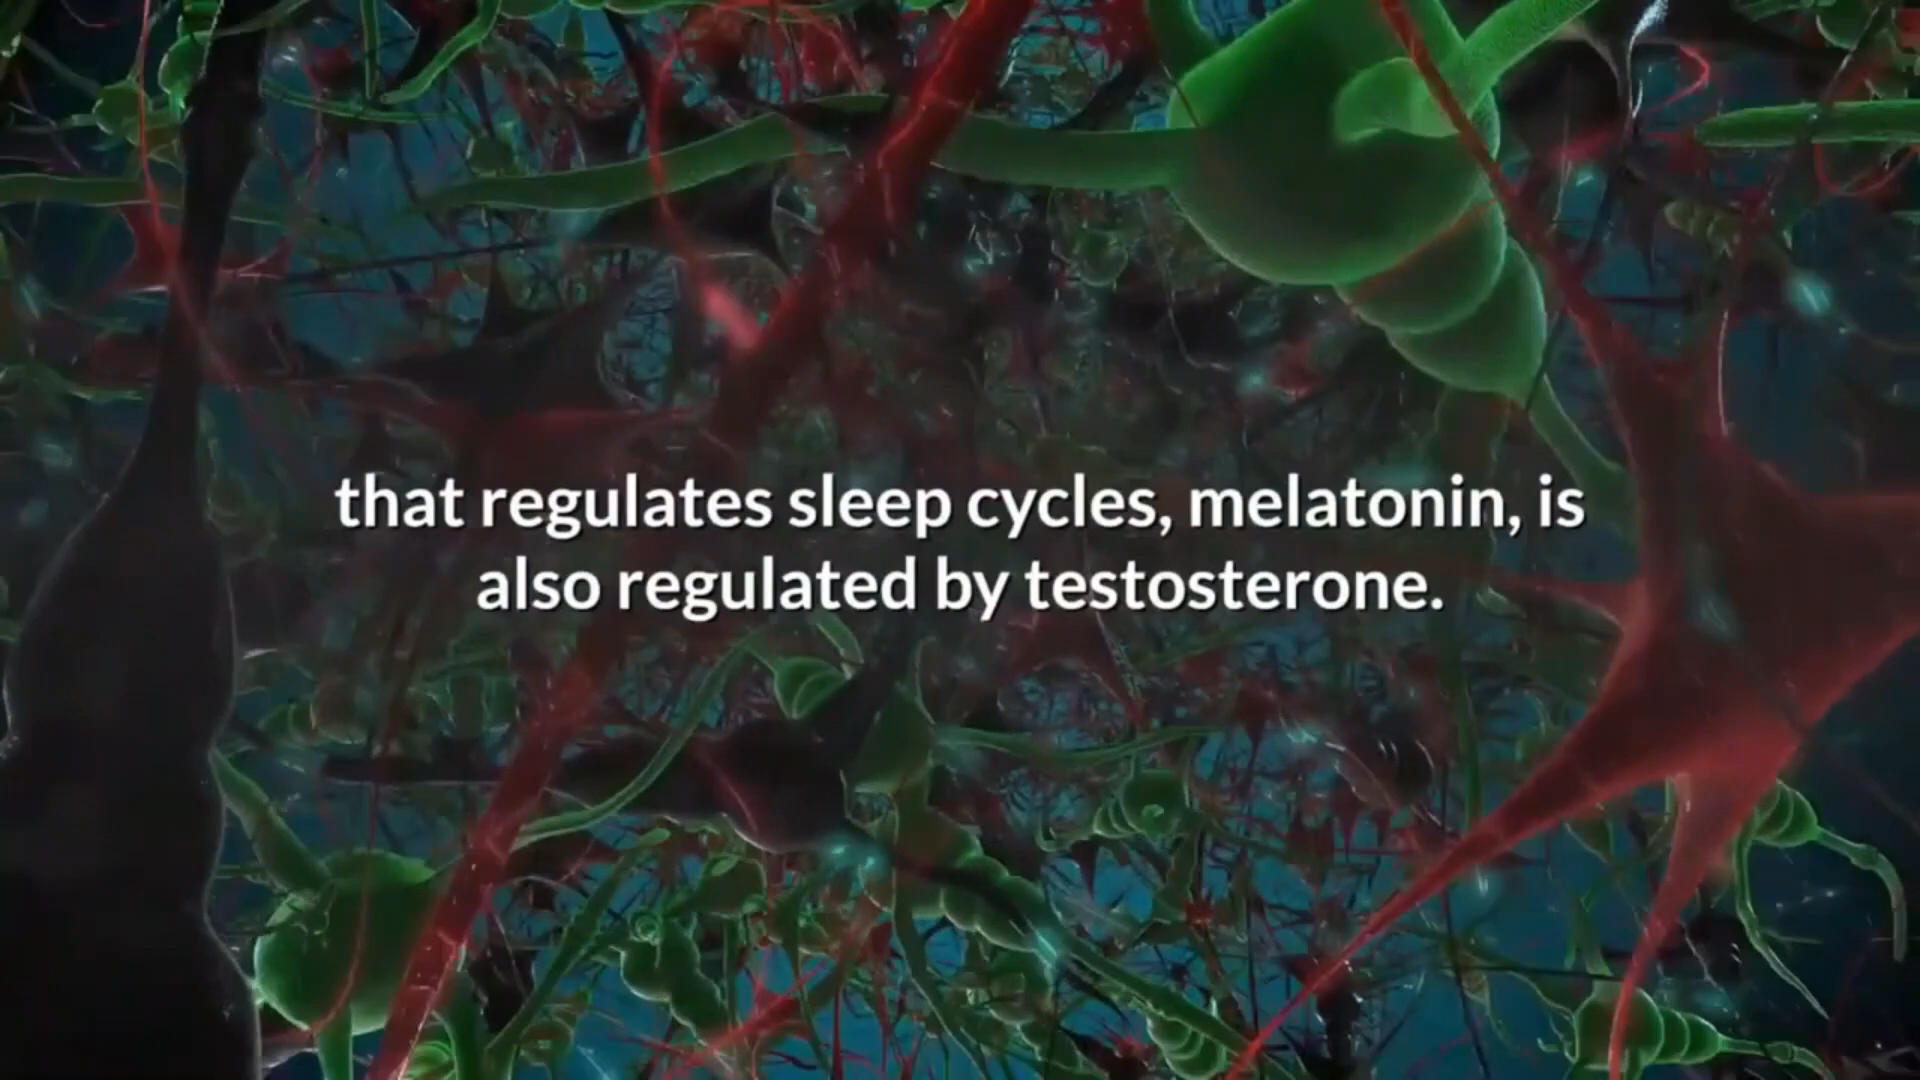 that regulates sleep cycles, melatonin, is
also regulated by testosterone.